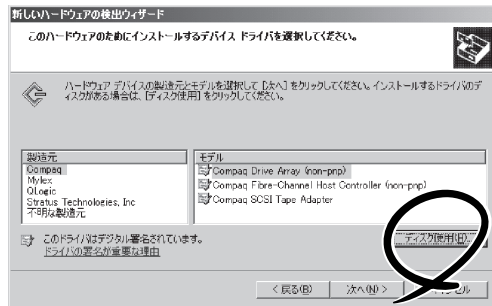 新しいハードウェアの検出ウィザード
このハードウェアのためにインストールするデバイス ドライバを選択してください。
ハードウェア デバイスの製造元とモデルを選択して [次へ] をクリックしてください。インストールするドライバのデ
ィスクがある場合は、[ディスク使用] をクリックしてください。
製造元
Compaq
Mylex
QLogic
Stratus Technologies, Inc
不明な製造元
モデル
Compaq Drive Array (non-pnp)
Compaq Fibre-Channel Host Controller (non-pnp)
Compaq SCSI Tape Adapter
このドライバはデジタル署名されています。
ドライバの署名が重要な理由
ディスク使用(H)...
< 戻る(B)
次へ(N) >